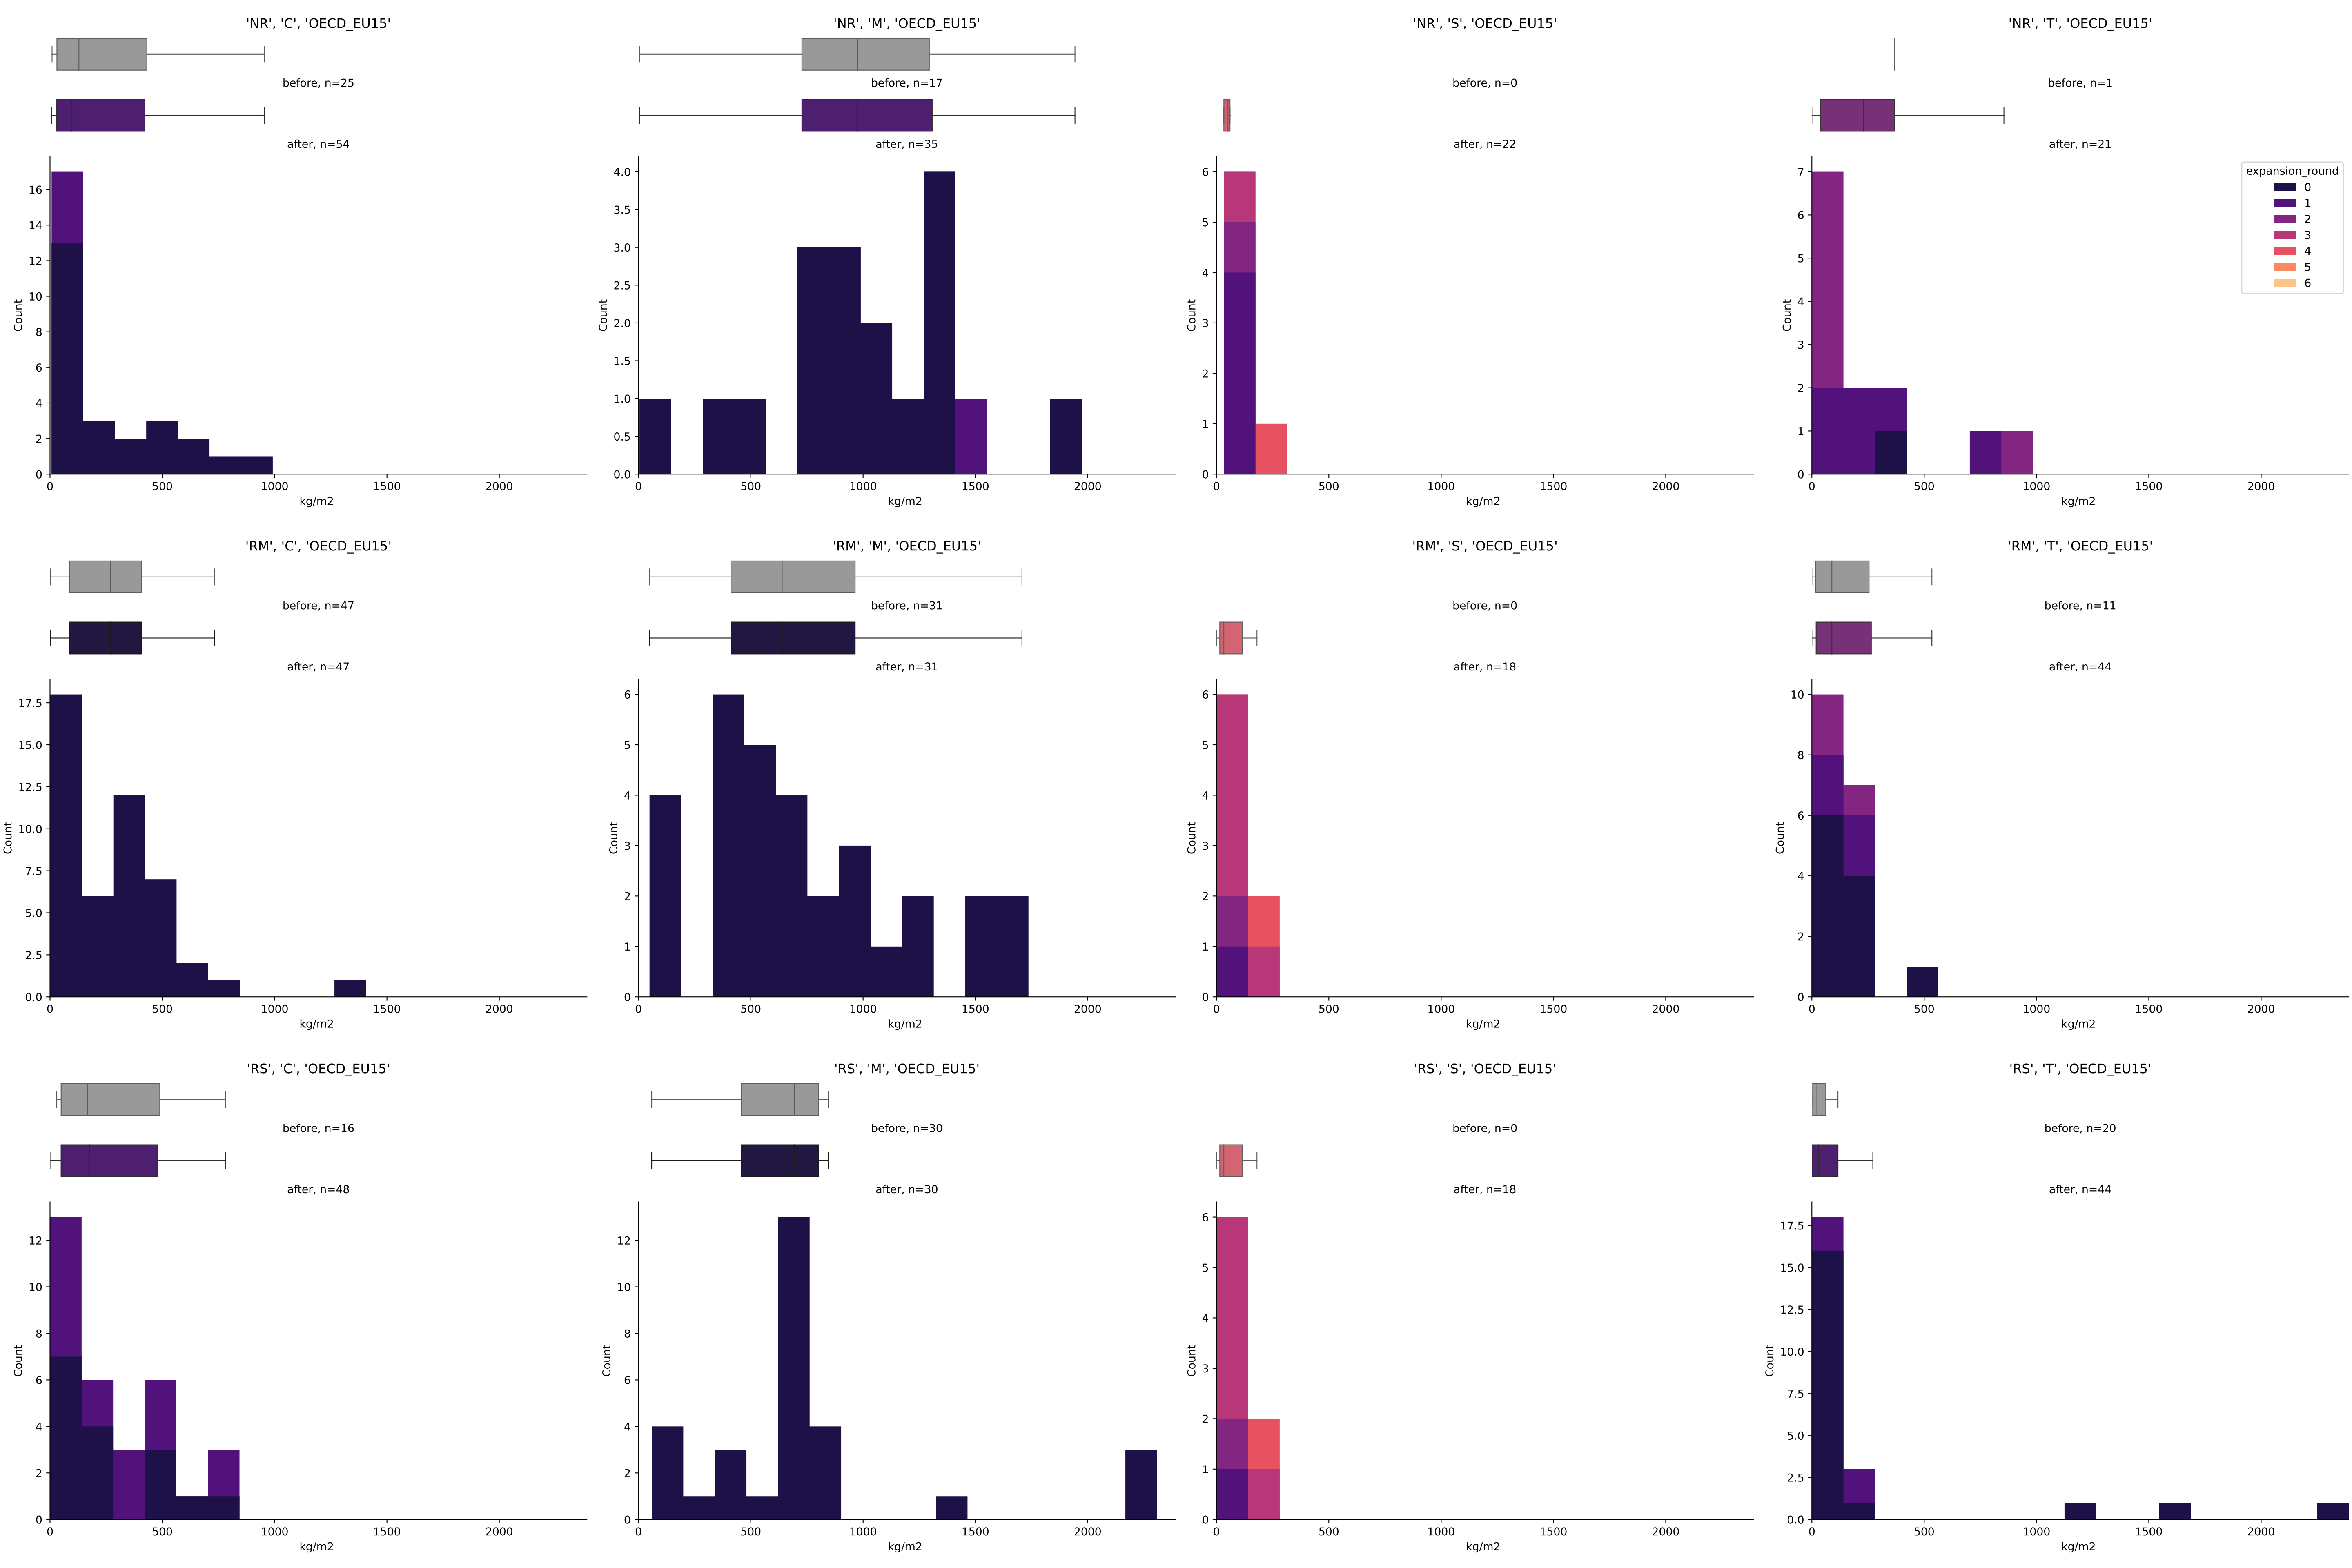 'NR', 'C', 'OECD_EU15'
before, n=25
after, n=54
16
14
12
10
8
6
4
2
0
Count
0 500 1000 1500 2000
kg/m2
'NR', 'M', 'OECD_EU15'
before, n=17
after, n=35
4.0
3.5
3.0
2.5
2.0
1.5
1.0
0.5
0.0
Count
0 500 1000 1500 2000
kg/m2
'NR', 'S', 'OECD_EU15'
before, n=0
after, n=22
6
5
4
3
2
1
0
Count
0 500 1000 1500 2000
kg/m2
'NR', 'T', 'OECD_EU15'
before, n=1
after, n=21
7
6
5
4
3
2
1
0
Count
0 500 1000 1500 2000
kg/m2
expansion_round
0
1
2
3
4
5
6
'RM', 'C', 'OECD_EU15'
before, n=47
after, n=47
17.5
15.0
12.5
10.0
7.5
5.0
2.5
0.0
Count
0 500 1000 1500 2000
kg/m2
'RM', 'M', 'OECD_EU15'
before, n=31
after, n=31
6
5
4
3
2
1
0
Count
0 500 1000 1500 2000
kg/m2
'RM', 'S', 'OECD_EU15'
before, n=0
after, n=18
6
5
4
3
2
1
0
Count
0 500 1000 1500 2000
kg/m2
'RM', 'T', 'OECD_EU15'
before, n=11
after, n=44
10
8
6
4
2
0
Count
0 500 1000 1500 2000
kg/m2
'RS', 'C', 'OECD_EU15'
before, n=16
after, n=48
12
10
8
6
4
2
0
Count
0 500 1000 1500 2000
kg/m2
'RS', 'M', 'OECD_EU15'
before, n=30
after, n=30
12
10
8
6
4
2
0
Count
0 500 1000 1500 2000
kg/m2
'RS', 'S', 'OECD_EU15'
before, n=0
after, n=18
6
5
4
3
2
1
0
Count
0 500 1000 1500 2000
kg/m2
'RS', 'T', 'OECD_EU15'
before, n=20
after, n=44
17.5
15.0
12.5
10.0
7.5
5.0
2.5
0.0
Count
0 500 1000 1500 2000
kg/m2